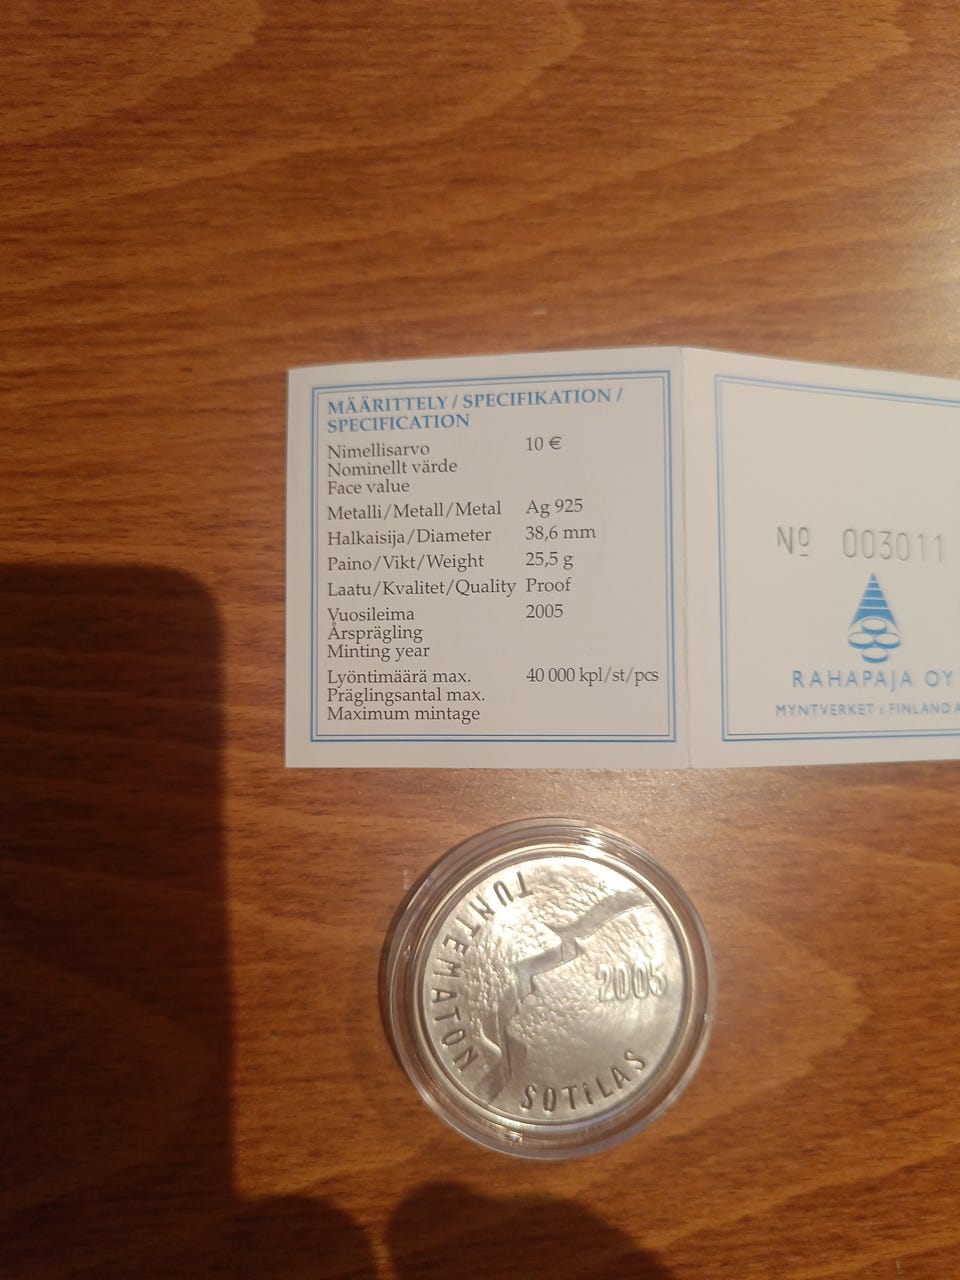 MÄÄRITTELY / SPECIFIKATION /
SPECIFICATION
Nimellisarvo 10 €
Nominellt värde
Face value
Metalli/Metall/Metal Ag 925
Halkaisija/Diameter 38,6 mm
Paino/Vikt/Weight 25,5 g
Laatu/Kvalitet/Quality Proof
Vuosileima 2005
Årsprägling
Minting year
Lyöntimäärä max. 40 000 kpl/st/pcs
Präglingsantal max.
Maximum mintage
Nº 003011
RAHAPAJA OY
MYNTVERKET i FINLAND A
TUNTEMATON
SOTILAS
2005